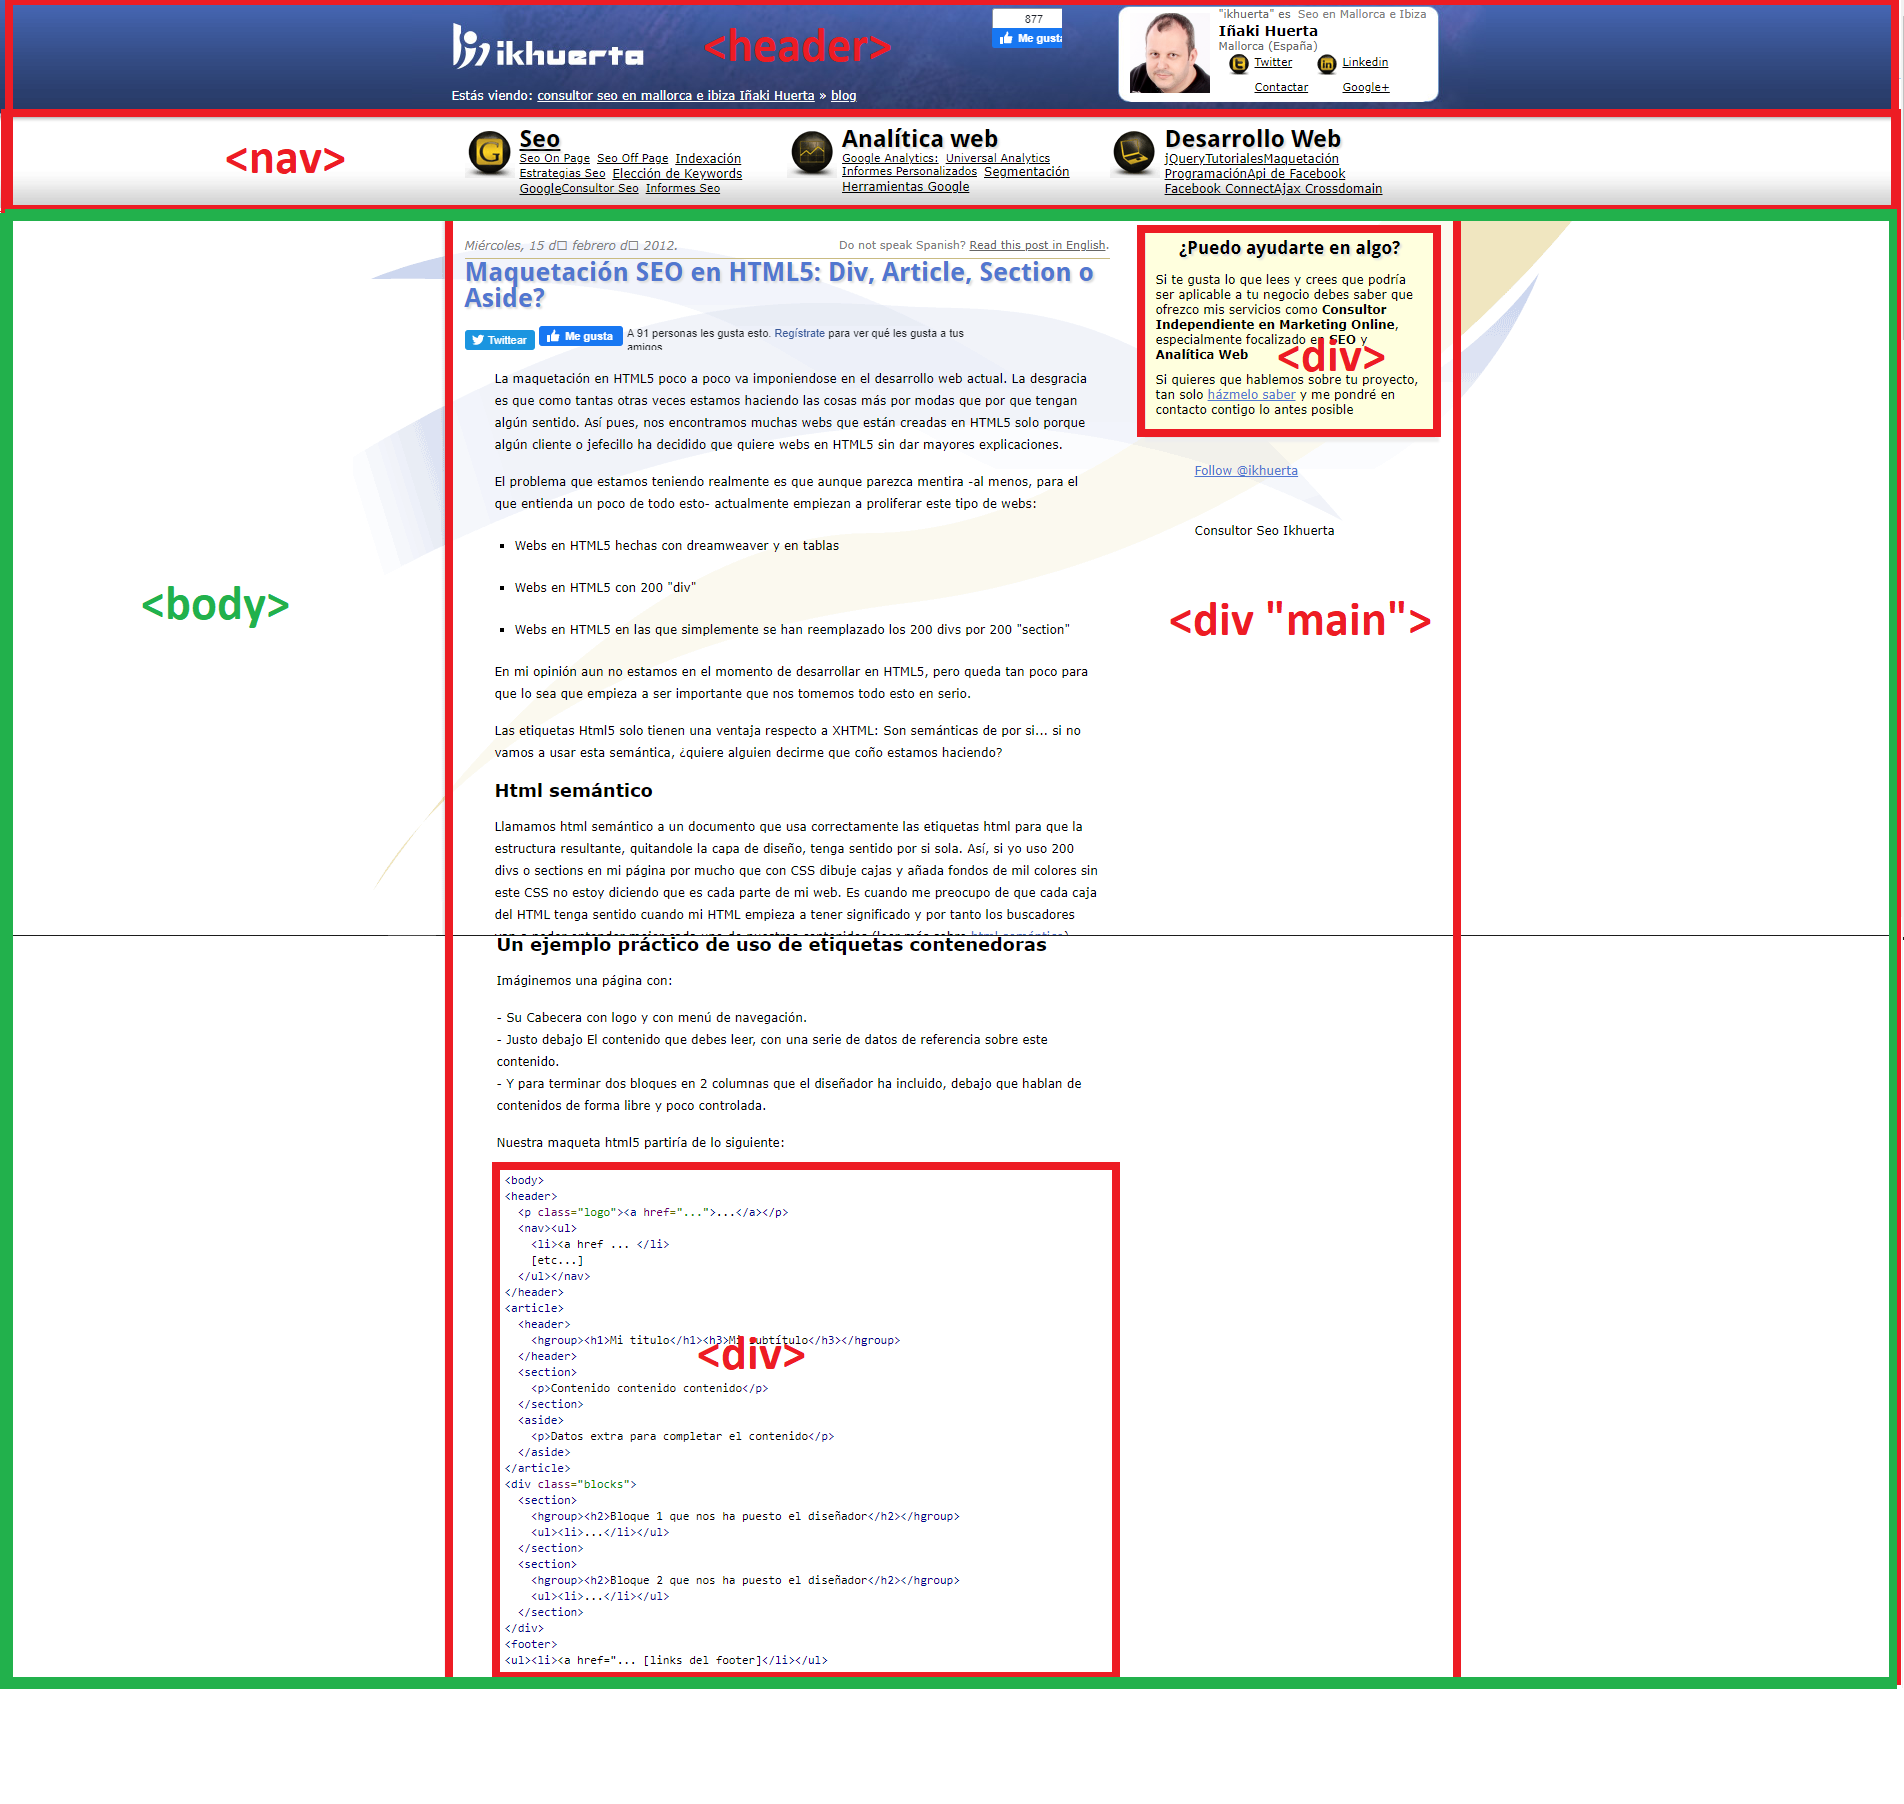 877
Me gusta
ikhuerta
<header>
"ikhuerta" es Seo en Mallorca e Ibiza
Iñaki Huerta
Mallorca (España)
Twitter Linkedin
Contactar Google+
Estás viendo: consultor seo en mallorca e ibiza Iñaki Huerta » blog
<nav>
Seo
Seo On Page Seo Off Page Indexación
Estrategias Seo Elección de Keywords
GoogleConsultor Seo Informes Seo
Analítica web
Google Analytics: Universal Analytics
Informes Personalizados Segmentación
Herramientas Google
Desarrollo Web
jQueryTutorialesMaquetación
ProgramaciónApi de Facebook
Facebook ConnectAjax Crossdomain
Miércoles, 15 d□ febrero d□ 2012.
Do not speak Spanish? Read this post in English.
Maquetación SEO en HTML5: Div, Article, Section o
Aside?
Twittear Me gusta A 91 personas les gusta esto. Regístrate para ver qué les gusta a tus
amigos.
La maquetación en HTML5 poco a poco va imponiendose en el desarrollo web actual. La desgracia
es que como tantas otras veces estamos haciendo las cosas más por modas que por que tengan
algún sentido. Así pues, nos encontramos muchas webs que están creadas en HTML5 solo porque
algún cliente o jefecillo ha decidido que quiere webs en HTML5 sin dar mayores explicaciones.
El problema que estamos teniendo realmente es que aunque parezca mentira -al menos, para el
que entienda un poco de todo esto- actualmente empiezan a proliferar este tipo de webs:
▪ Webs en HTML5 hechas con dreamweaver y en tablas
▪ Webs en HTML5 con 200 "div"
▪ Webs en HTML5 en las que simplemente se han reemplazado los 200 divs por 200 "section"
En mi opinión aun no estamos en el momento de desarrollar en HTML5, pero queda tan poco para
que lo sea que empieza a ser importante que nos tomemos todo esto en serio.
Las etiquetas Html5 solo tienen una ventaja respecto a XHTML: Son semánticas de por si... si no
vamos a usar esta semántica, ¿quiere alguien decirme que coño estamos haciendo?
Html semántico
Llamamos html semántico a un documento que usa correctamente las etiquetas html para que la
estructura resultante, quitandole la capa de diseño, tenga sentido por si sola. Así, si yo uso 200
divs o sections en mi página por mucho que con CSS dibuje cajas y añada fondos de mil colores sin
este CSS no estoy diciendo que es cada parte de mi web. Es cuando me preocupo de que cada caja
del HTML tenga sentido cuando mi HTML empieza a tener significado y por tanto los buscadores
van a poder entender mejor cada uno de nuestros contenidos (leer más sobre html semántico)
¿Puedo ayudarte en algo?
Si te gusta lo que lees y crees que podría
ser aplicable a tu negocio debes saber que
ofrezco mis servicios como Consultor
Independiente en Marketing Online,
especialmente focalizado en SEO y
Analítica Web
<div>
Si quieres que hablemos sobre tu proyecto,
tan solo házmelo saber y me pondré en
contacto contigo lo antes posible
Follow @ikhuerta
Consultor Seo Ikhuerta
<body>
<div "main">
Un ejemplo práctico de uso de etiquetas contenedoras
Imáginemos una página con:
- Su Cabecera con logo y con menú de navegación.
- Justo debajo El contenido que debes leer, con una serie de datos de referencia sobre este
contenido.
- Y para terminar dos bloques en 2 columnas que el diseñador ha incluido, debajo que hablan de
contenidos de forma libre y poco controlada.
Nuestra maqueta html5 partiría de lo siguiente:
<body>
<header>
<p class="logo"><a href="...">...</a></p>
<nav><ul>
<li><a href ... </li>
[etc...]
</ul></nav>
</header>
<article>
<header>
<hgroup><h1>Mi titulo</h1><h3>Mi subtítulo</h3></hgroup>
</header>
<div>
<section>
<p>Contenido contenido contenido</p>
</section>
<aside>
<p>Datos extra para completar el contenido</p>
</aside>
</article>
<div class="blocks">
<section>
<hgroup><h2>Bloque 1 que nos ha puesto el diseñador</h2></hgroup>
<ul><li>...</li></ul>
</section>
<section>
<hgroup><h2>Bloque 2 que nos ha puesto el diseñador</h2></hgroup>
<ul><li>...</li></ul>
</section>
</div>
<footer>
<ul><li><a href="... [links del footer]</li></ul>